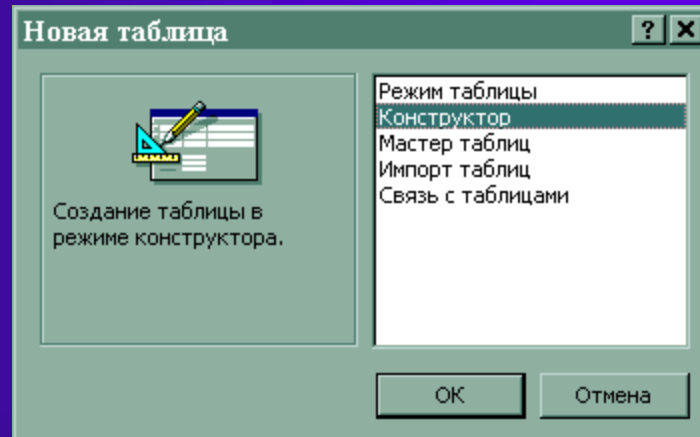 Новая таблица
Режим таблицы
Конструктор
Мастер таблиц
Импорт таблиц
Связь с таблицами
Создание таблицы в
режиме конструктора.
ОК
Отмена